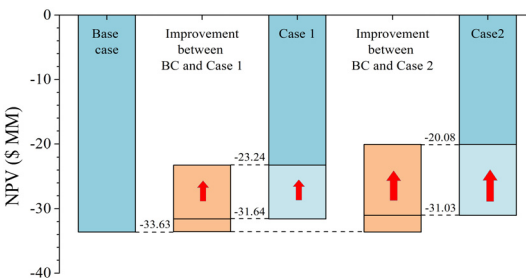 0
-10
-20
-30
-40
NPV ($ MM)
Base
case
Improvement
between
BC and Case 1
Case 1
Improvement
between
BC and Case 2
Case2
-33.63
-23.24
-31.64
-20.08
-31.03